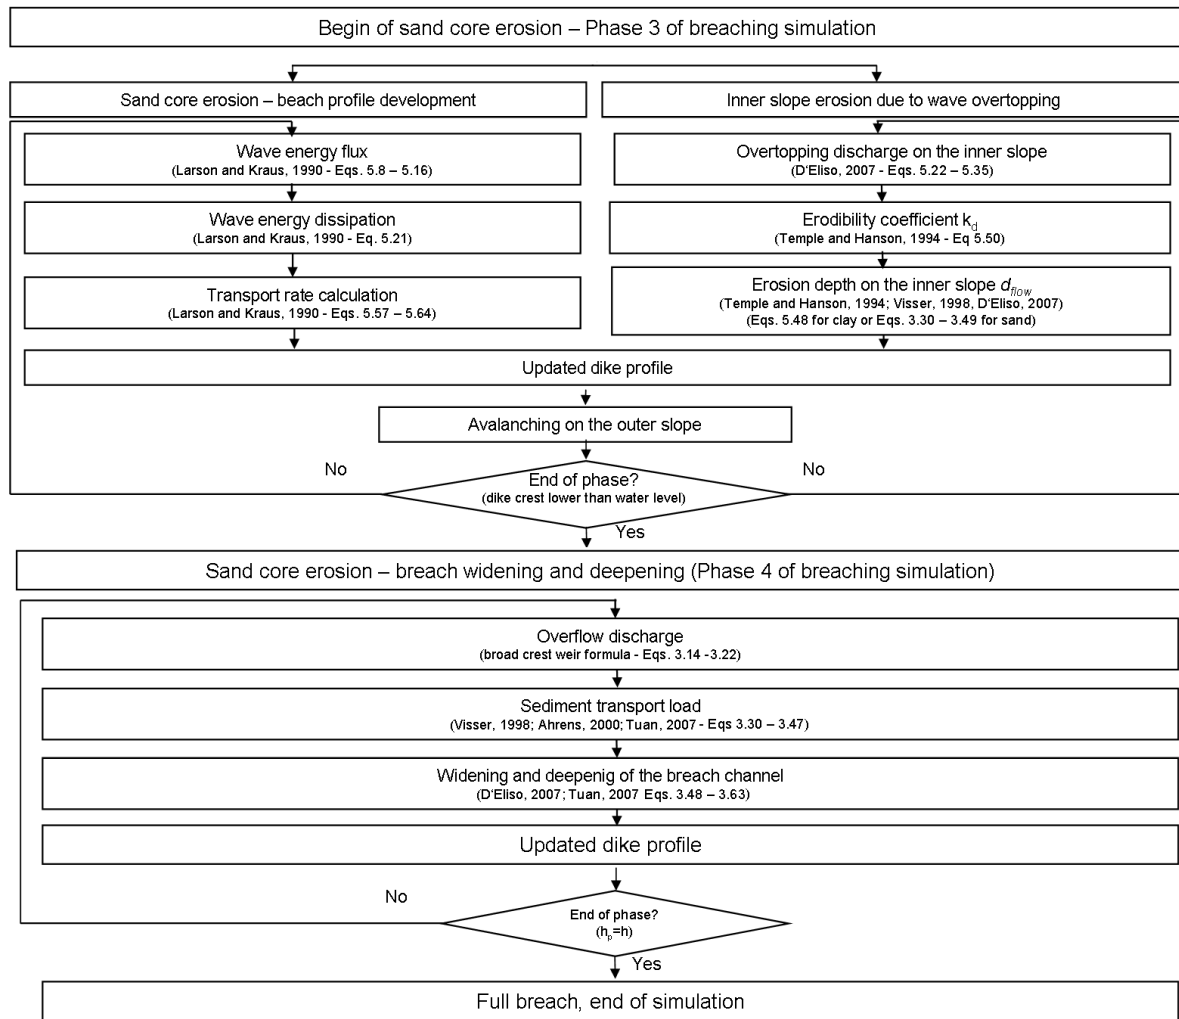 Begin of sand core erosion – Phase 3 of breaching simulation
Sand core erosion – beach profile development
Inner slope erosion due to wave overtopping
Wave energy flux
(Larson and Kraus, 1990 - Eqs. 5.8 – 5.16)
Overtopping discharge on the inner slope
(D'Eliso, 2007 - Eqs. 5.22 – 5.35)
Wave energy dissipation
(Larson and Kraus, 1990 - Eq. 5.21)
Erodibility coefficient kd
(Temple and Hanson, 1994 - Eq 5.50)
Transport rate calculation
(Larson and Kraus, 1990 - Eqs. 5.57 – 5.64)
Erosion depth on the inner slope dflow
(Temple and Hanson, 1994; Visser, 1998, D'Eliso, 2007)
(Eqs. 5.48 for clay or Eqs. 3.30 – 3.49 for sand)
Updated dike profile
Avalanching on the outer slope
No
No
End of phase?
(dike crest lower than water level)
Yes
Sand core erosion – breach widening and deepening (Phase 4 of breaching simulation)
Overflow discharge
(broad crest weir formula - Eqs. 3.14 -3.22)
Sediment transport load
(Visser, 1998; Ahrens, 2000; Tuan, 2007 - Eqs 3.30 – 3.47)
Widening and deepenig of the breach channel
(D'Eliso, 2007; Tuan, 2007 Eqs. 3.48 – 3.63)
Updated dike profile
No
End of phase?
(hp=h)
Yes
Full breach, end of simulation